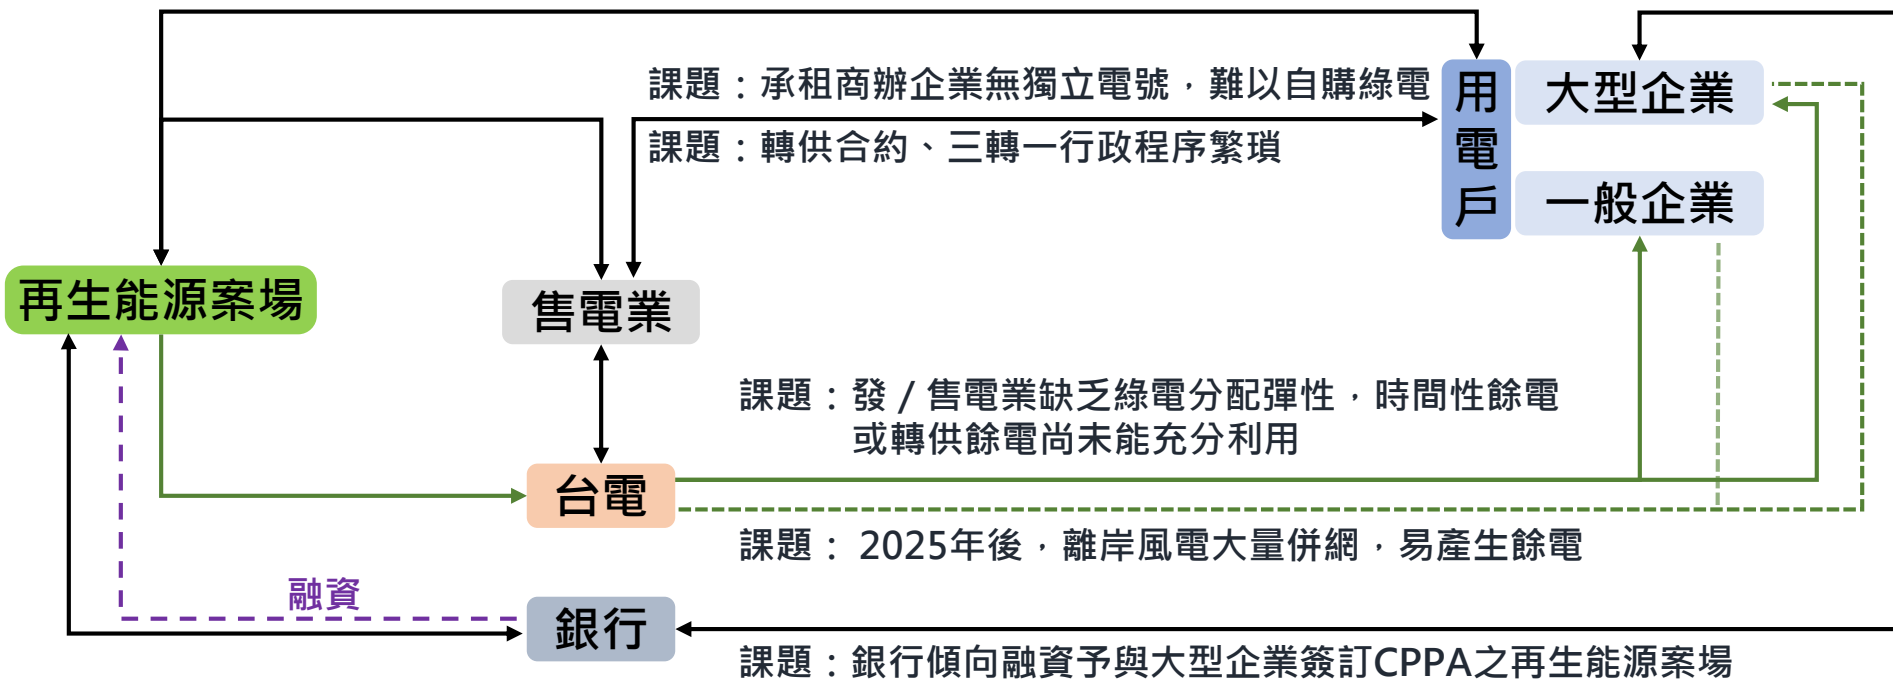 課題：承租商辦企業無獨立電號，難以自購綠電
課題：轉供合約、三轉一行政程序繁瑣
用電戶
大型企業
一般企業
再生能源案場
售電業
課題：發 / 售電業缺乏綠電分配彈性，時間性餘電
或轉供餘電尚未能充分利用
台電
課題： 2025年後，離岸風電大量併網，易產生餘電
融資
銀行
課題：銀行傾向融資予與大型企業簽訂CPPA之再生能源案場